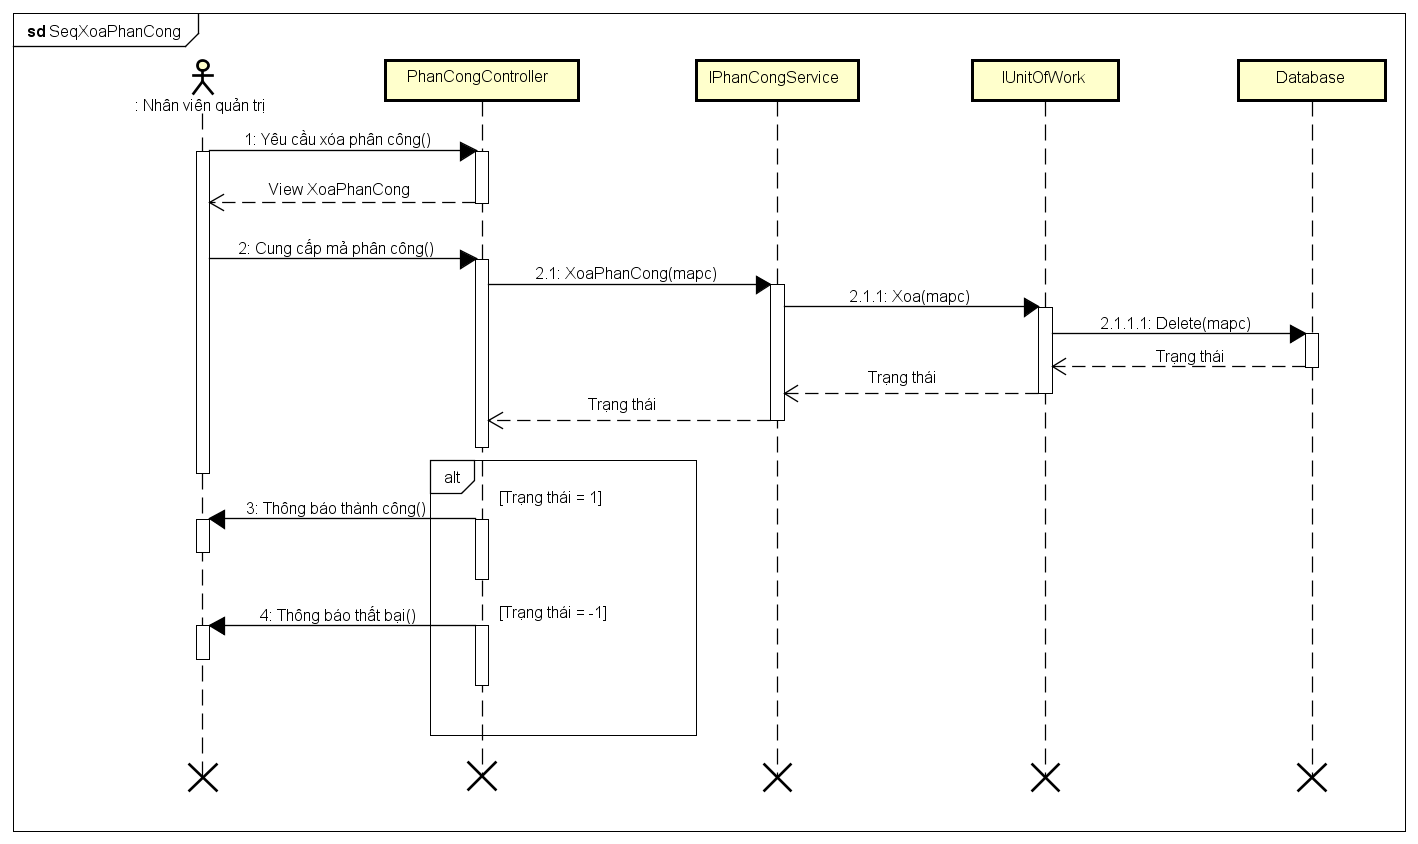 sd SeqXoaPhanCong
PhanCongController
IPhanCongService
IUnitOfWork
Database
: Nhân viên quản trị
1: Yêu cầu xóa phân công()
View XoaPhanCong
2: Cung cấp mả phân công()
2.1: XoaPhanCong(mapc)
2.1.1: Xoa(mapc)
2.1.1.1: Delete(mapc)
Trạng thái
Trạng thái
Trạng thái
alt
[Trạng thái = 1]
3: Thông báo thành công()
[Trạng thái = -1]
4: Thông báo thất bại()